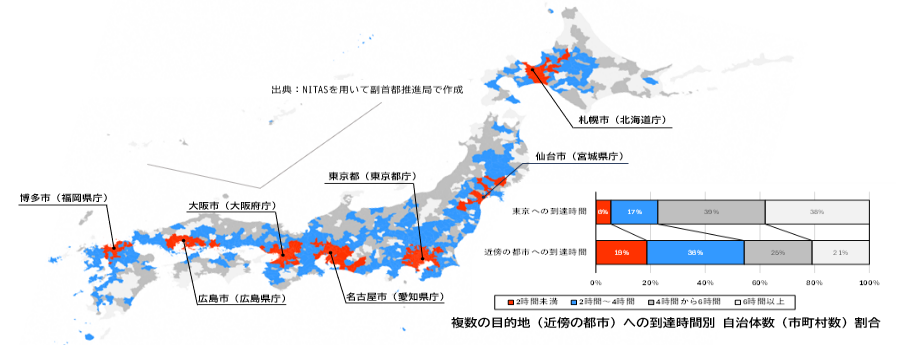 出典：NITASを用いて副首都推進局で作成
札幌市（北海道庁）
仙台市（宮城県庁）
東京都（東京都庁）
博多市（福岡県庁）
大阪市（大阪府庁）
広島市（広島県庁）
名古屋市（愛知県庁）
東京への到達時間
6% 17% 39% 38%
近傍の都市への到達時間
18% 36% 25% 21%
0% 20% 40% 60% 80% 100%
2時間未満 2時間～4時間 4時間から6時間 6時間以上
複数の目的地（近傍の都市）への到達時間別 自治体数（市町村数）割合